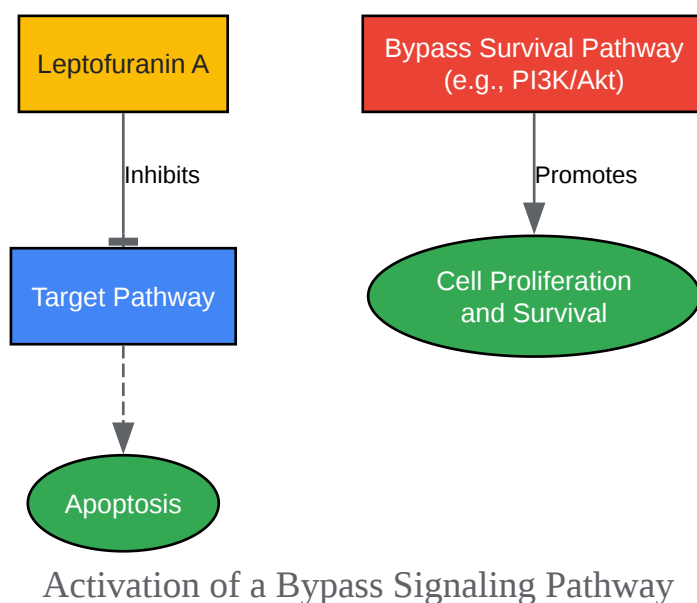 Leptofuranin A
Bypass Survival Pathway
(e.g., PI3K/Akt)
Inhibits
Promotes
Target Pathway
Cell Proliferation
and Survival
Apoptosis
Activation of a Bypass Signaling Pathway